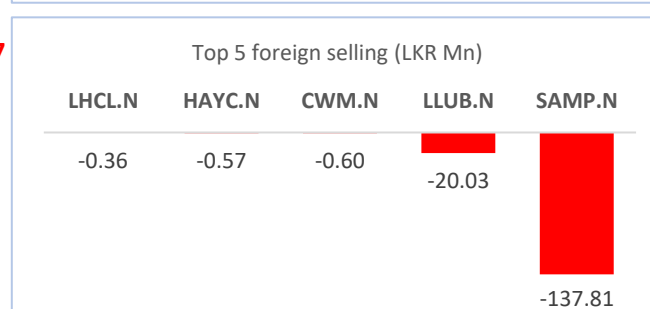 7
Top 5 foreign selling (LKR Mn)
LHCL.N HAYC.N CWM.N LLUB.N SAMP.N
-0.36 -0.57 -0.60 -20.03 -137.81